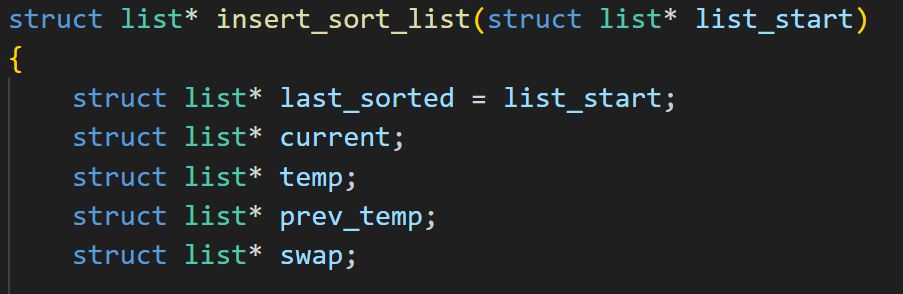 struct list* insert_sort_list(struct list* list_start)
{
    struct list* last_sorted = list_start;
    struct list* current;
    struct list* temp;
    struct list* prev_temp;
    struct list* swap;